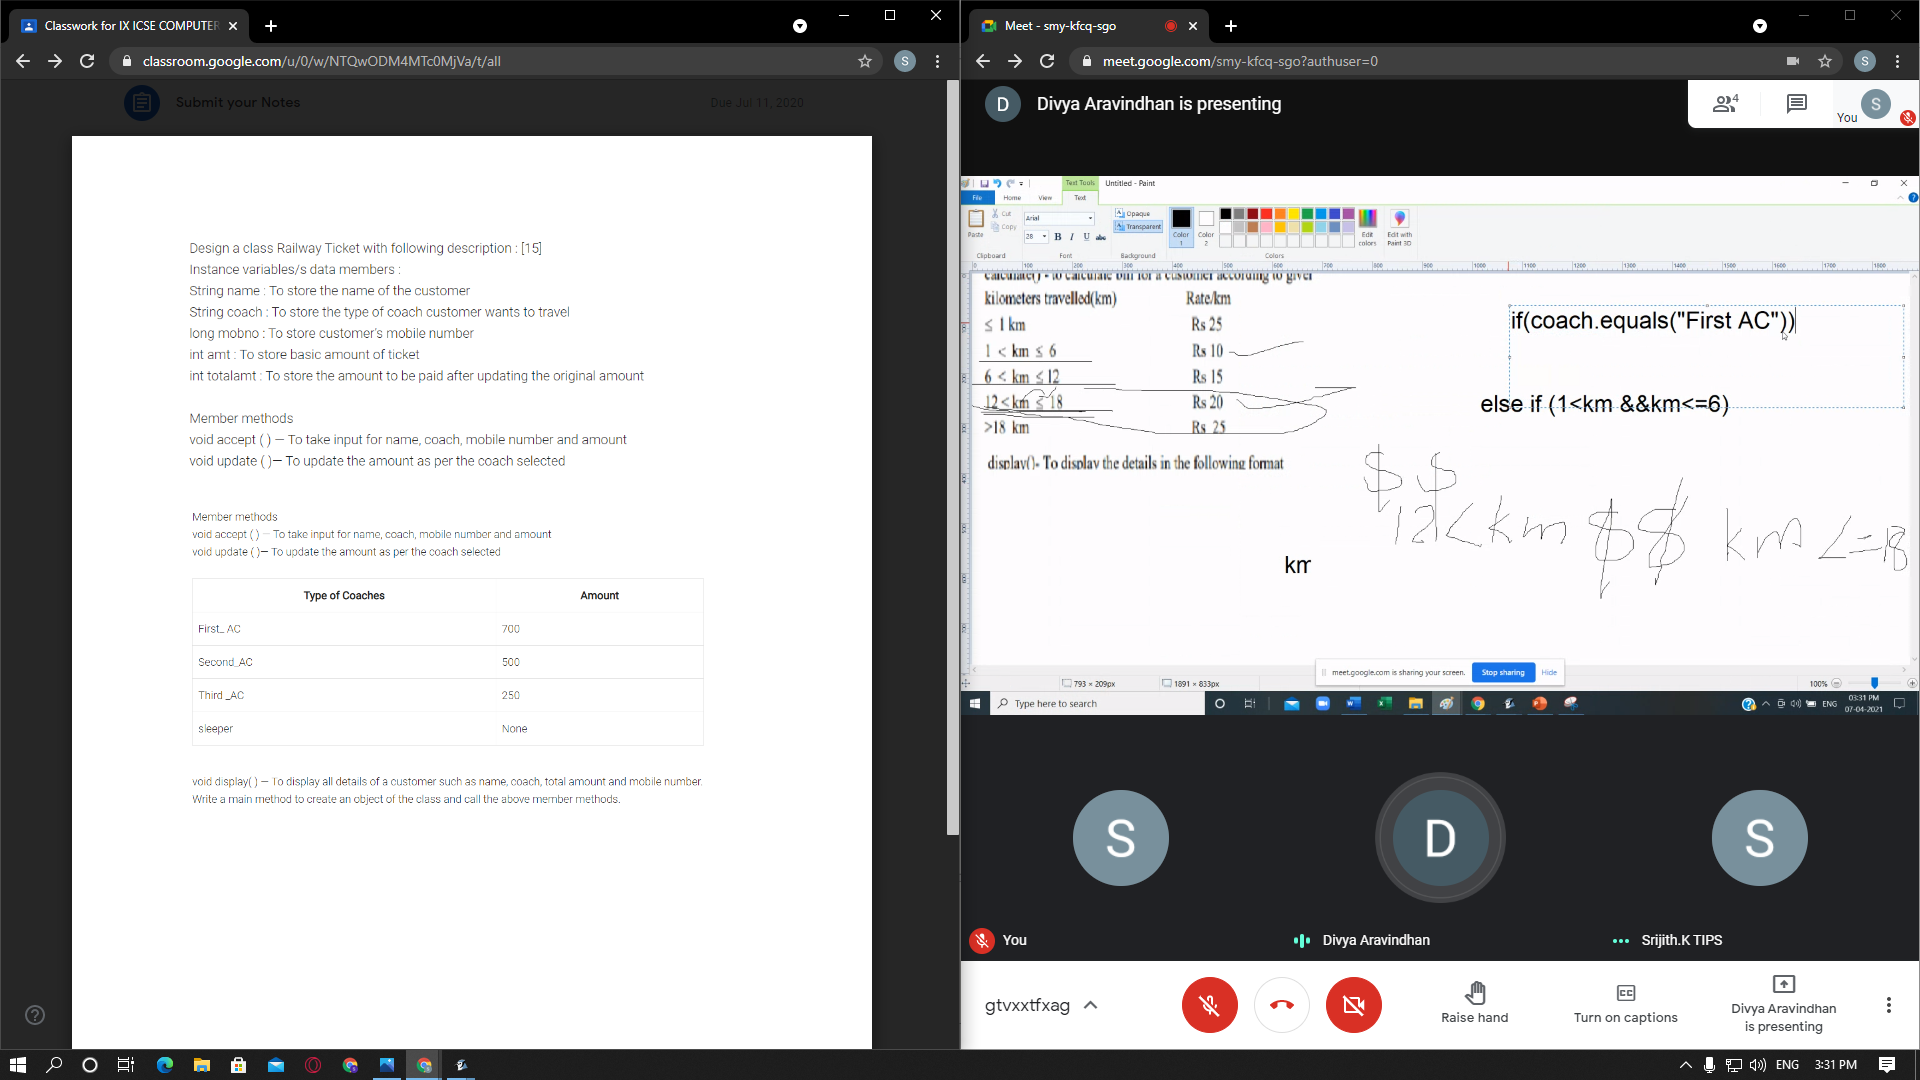 Classwork for IX ICSE COMPUTER
classroom.google.com/u/0/w/NTQwODM4MTc0MjVa/t/all
S
Submit your Notes
Due Jul 11, 2020
Design a class Railway Ticket with following description : [15]
Instance variables/s data members :
String name : To store the name of the customer
String coach : To store the type of coach customer wants to travel
long mobno : To store customer's mobile number
int amt : To store basic amount of ticket
int totalamt : To store the amount to be paid after updating the original amount
Member methods
void accept ( ) – To take input for name, coach, mobile number and amount
void update ( )– To update the amount as per the coach selected
Member methods
void accept ( ) – To take input for name, coach, mobile number and amount
void update ( )– To update the amount as per the coach selected
Type of Coaches Amount
First_ AC 700
Second_AC 500
Third _AC 250
sleeper None
void display( ) – To display all details of a customer such as name, coach, total amount and mobile number.
Write a main method to create an object of the class and call the above member methods.
Meet - smy-kfcq-sgo
meet.google.com/smy-kfcq-sgo?authuser=0
S
D
Divya Aravindhan is presenting
4
You
S
Text Tools
Untitled - Paint
File Home View Text
Paste
Cut
Copy
Clipboard
Arial
28
B I U abc
Font
Opaque
Transparent
Background
Color 1
Color 2
Edit colors
Edit with Paint 3D
Colors
calculate() - to calculate bill for a customer according to given
kilometers travelled(km) Rate/km
≤ 1 km Rs 25
1 < km ≤ 6 Rs 10
6 < km ≤ 12 Rs 15
12 < km ≤ 18 Rs 20
>18 km Rs 25
display()- To display the details in the following format
if(coach.equals("First AC"))
else if (1<km &&km<=6)
12<km $$ km <=18
km
meet.google.com is sharing your screen.
Stop sharing
Hide
793 × 209px
1891 × 833px
100%
Type here to search
ENG
03:31 PM
07-04-2021
S
D
S
You
Divya Aravindhan
Srijith.K TIPS
gtvxxtfxag
Raise hand
Turn on captions
Divya Aravindhan
is presenting
ENG
3:31 PM